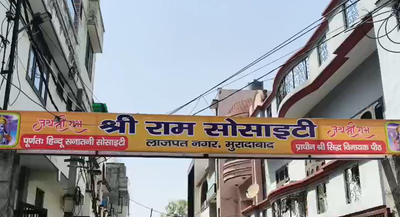 जय श्री राम
श्री राम सोसाइटी
जय श्री राम
पूर्णतः हिन्दू सनातनी सोसाइटी
लाजपत नगर, मुरादाबाद
प्राचीन श्री सिद्ध विनायक पीठ